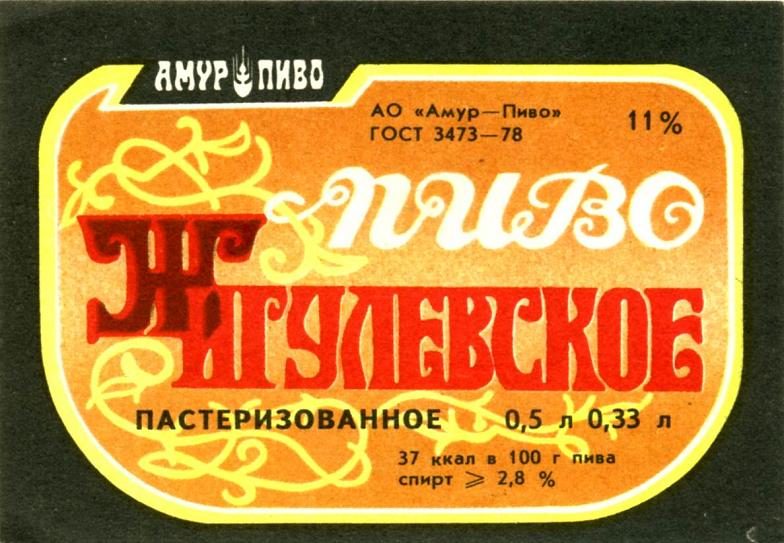 АМУР ПИВО
АО «Амур—Пиво»
ГОСТ 3473—78
11%
ПИВО
ЖИГУЛЕВСКОЕ
ПАСТЕРИЗОВАННОЕ 0,5 л 0,33 л
37 ккал в 100 г пива
спирт ⩾ 2,8 %